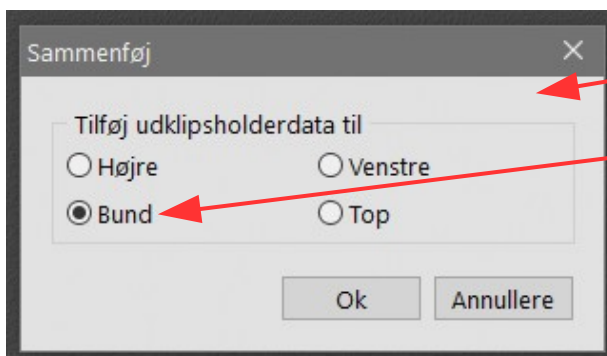 Sammenføj
Tilføj udklipsholderdata til
Højre Venstre
Bund Top
Ok Annullere